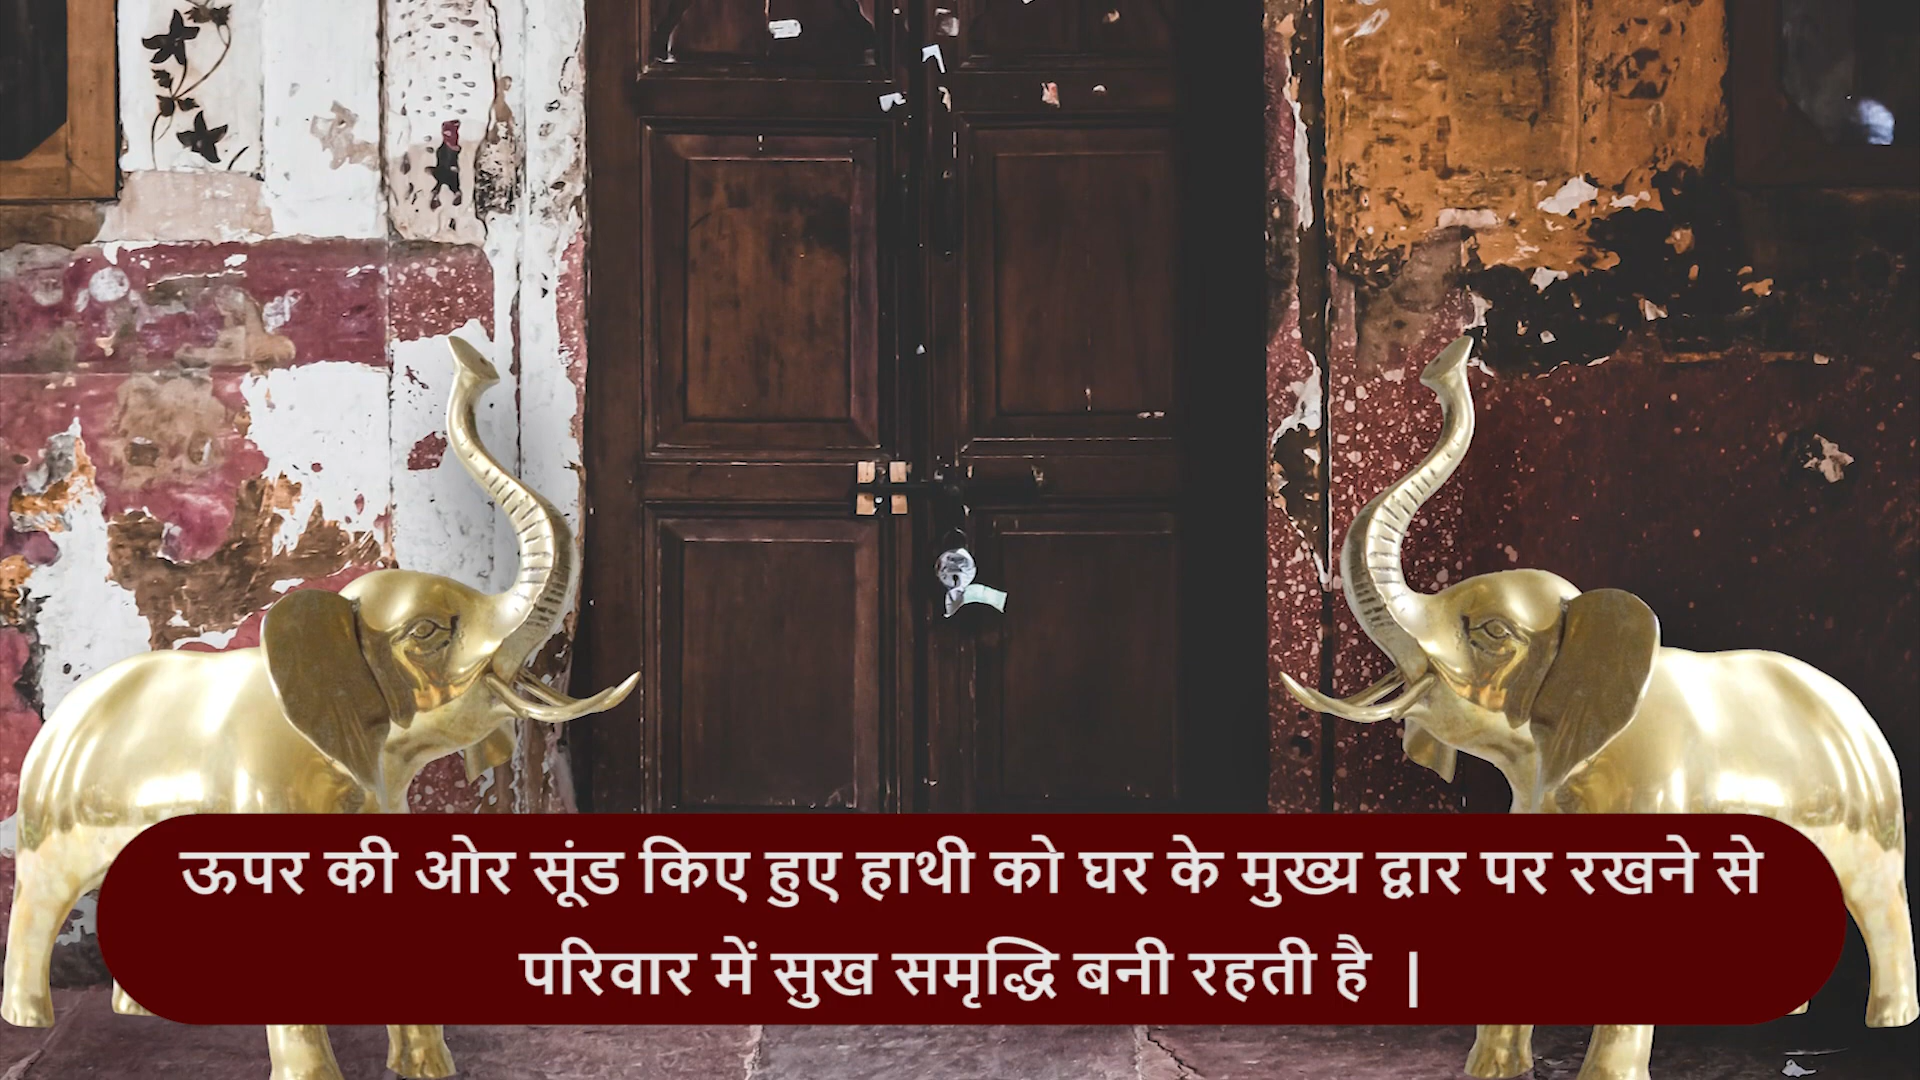 ऊपर की ओर सूंड किए हुए हाथी को घर के मुख्य द्वार पर रखने से
परिवार में सुख समृद्धि बनी रहती है |